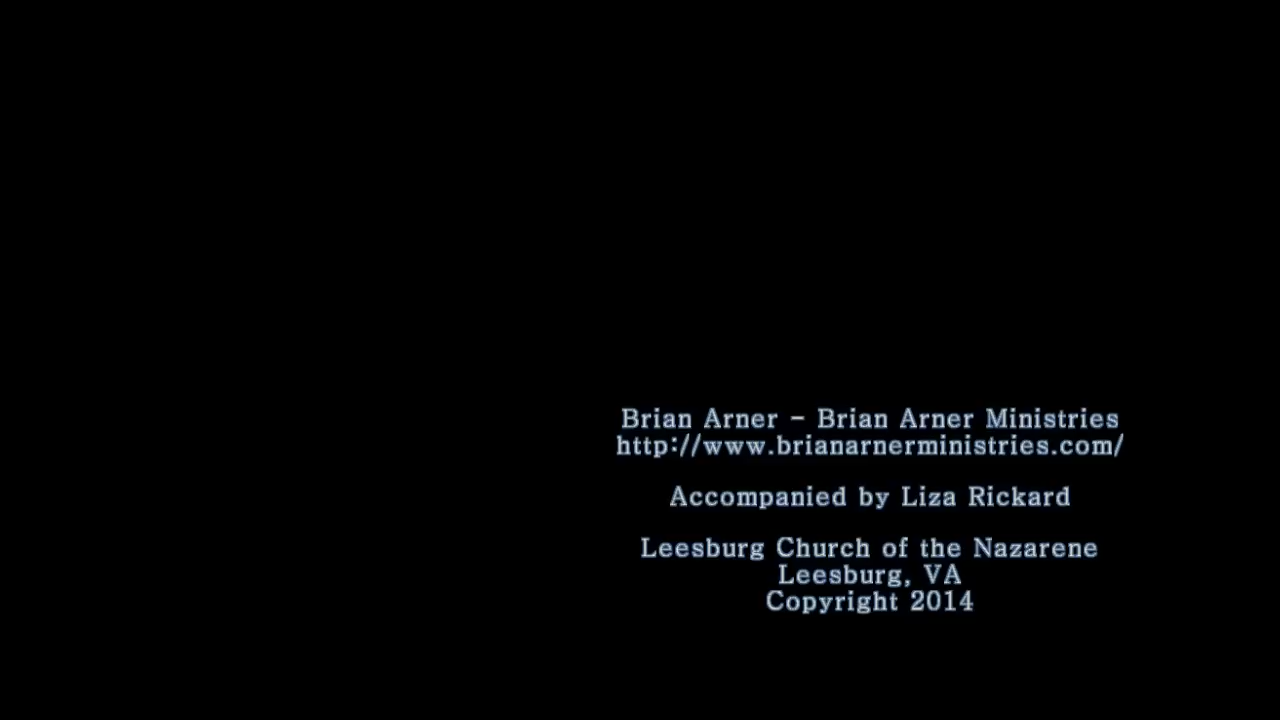 Brian Arner - Brian Arner Ministries
http://www.brianarnerministries.com/
Accompanied by Liza Rickard
Leesburg Church of the Nazarene
Leesburg, VA
Copyright 2014